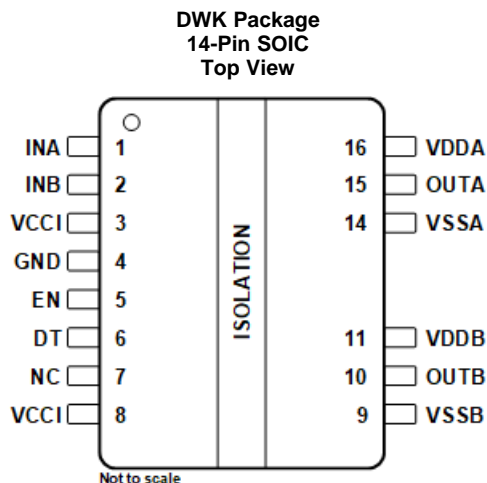 DWK Package
14-Pin SOIC
Top View
INA 1 16 VDDA
INB 2 15 OUTA
VCCI 3 14 VSSA
GND 4
EN 5
DT 6 11 VDDB
NC 7 10 OUTB
VCCI 8 9 VSSB
ISOLATION
Not to scale